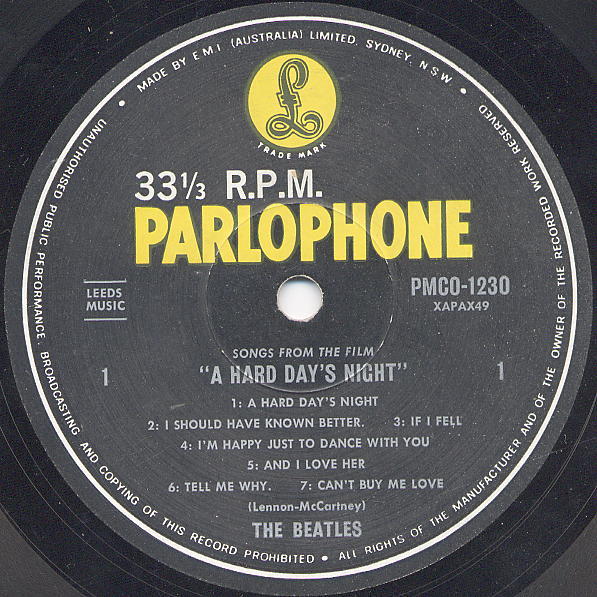 MADE BY E M I (AUSTRALIA) LIMITED. SYDNEY. N.S.W.
£
TRADE MARK
33⅓ R.P.M.
PARLOPHONE
LEEDS
MUSIC
PMCO-1230
XAPAX49
SONGS FROM THE FILM
"A HARD DAY'S NIGHT"
1
1
1: A HARD DAY'S NIGHT
2: I SHOULD HAVE KNOWN BETTER. 3: IF I FELL
4: I'M HAPPY JUST TO DANCE WITH YOU
5: AND I LOVE HER
6: TELL ME WHY. 7: CAN'T BUY ME LOVE
(Lennon-McCartney)
THE BEATLES
UNAUTHORISED PUBLIC PERFORMANCE. BROADCASTING AND COPYING OF THIS RECORD PROHIBITED • ALL RIGHTS OF THE MANUFACTURER AND OF THE OWNER OF THE RECORDED WORK RESERVED